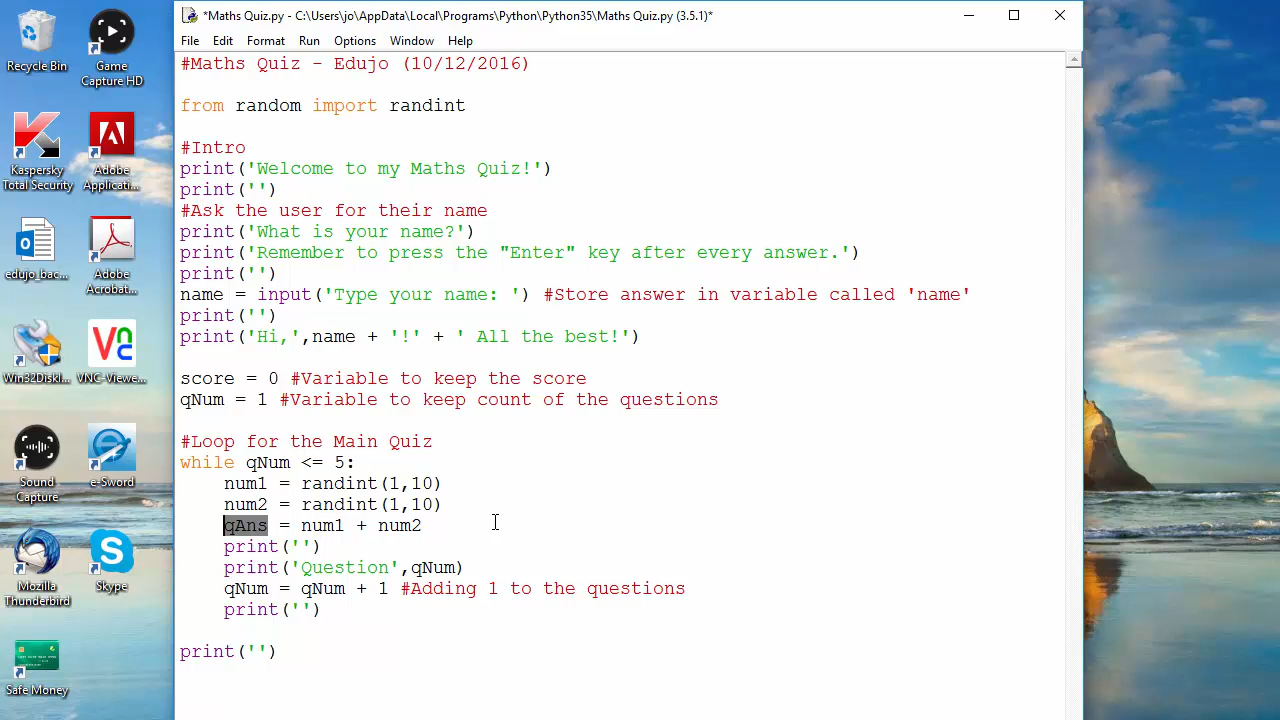 *Maths Quiz.py - C:\Users\jo\AppData\Local\Programs\Python\Python35\Maths Quiz.py (3.5.1)*
File Edit Format Run Options Window Help
#Maths Quiz - Edujo (10/12/2016)
from random import randint
#Intro
print('Welcome to my Maths Quiz!')
print('')
#Ask the user for their name
print('What is your name?')
print('Remember to press the "Enter" key after every answer.')
print('')
name = input('Type your name: ') #Store answer in variable called 'name'
print('')
print('Hi,',name + '!' + ' All the best!')
score = 0 #Variable to keep the score
qNum = 1 #Variable to keep count of the questions
#Loop for the Main Quiz
while qNum <= 5:
    num1 = randint(1,10)
    num2 = randint(1,10)
    qAns = num1 + num2
    print('')
    print('Question',qNum)
    qNum = qNum + 1 #Adding 1 to the questions
    print('')
print('')
Recycle Bin
Game
Capture HD
Kaspersky
Total Security
Adobe
Applicati...
edujo_bac...
Adobe
Acrobat...
Win32DiskI...
VNC-Viewe...
Sound
Capture
e-Sword
Mozilla
Thunderbird
Skype
Safe Money